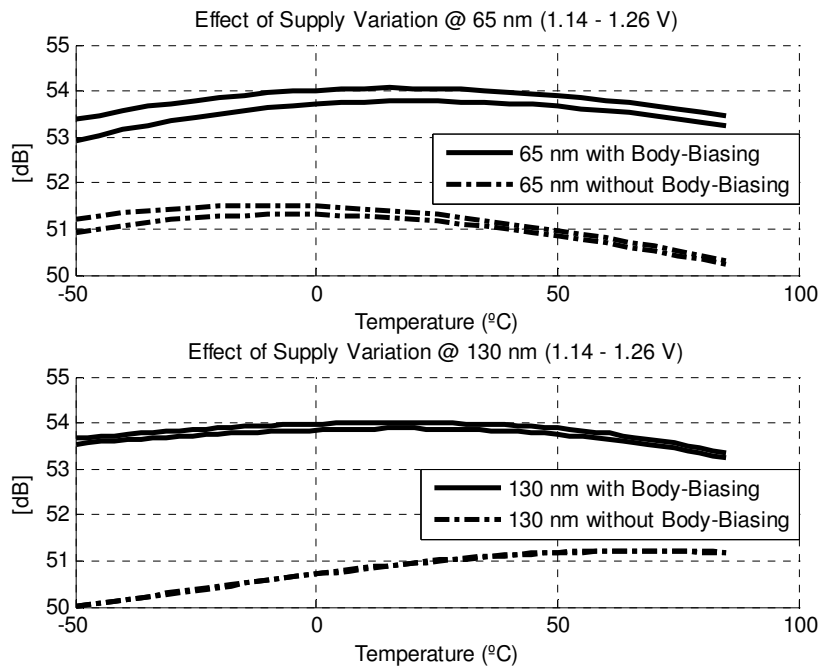 Effect of Supply Variation @ 65 nm (1.14 - 1.26 V)
55
54
53
52
51
50
[dB]
65 nm with Body-Biasing
65 nm without Body-Biasing
-50 0 50 100
Temperature (ºC)
Effect of Supply Variation @ 130 nm (1.14 - 1.26 V)
55
54
53
52
51
50
[dB]
130 nm with Body-Biasing
130 nm without Body-Biasing
-50 0 50 100
Temperature (ºC)